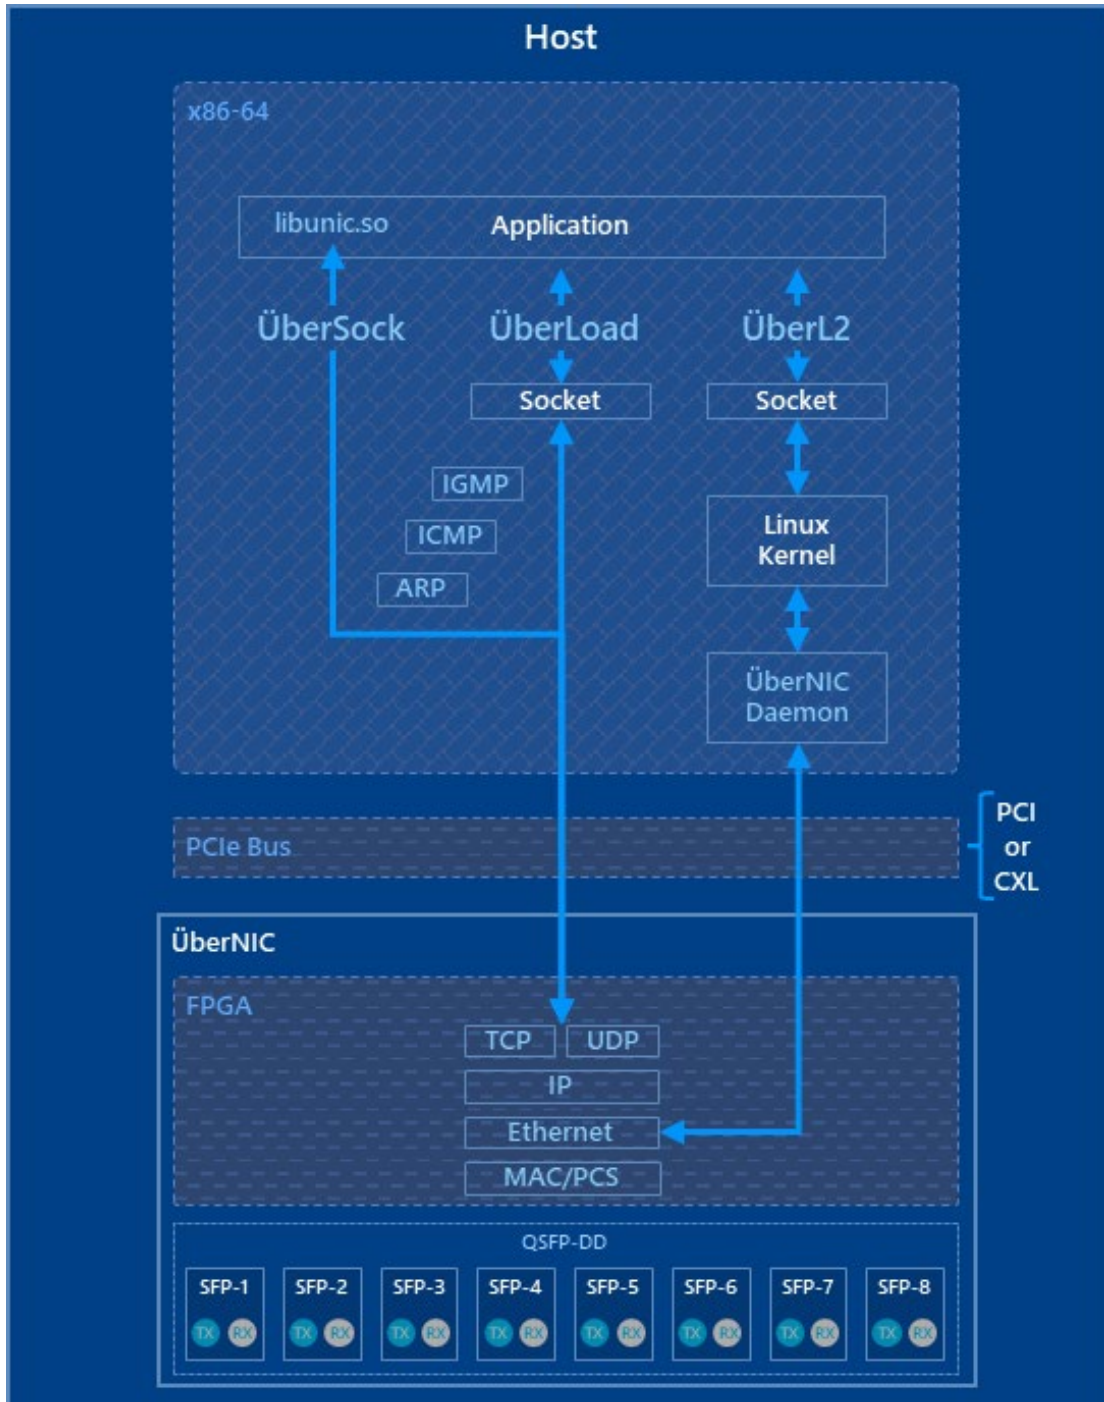 Host
x86-64
libunic.so
Application
ÜberSock
ÜberLoad
ÜberL2
Socket
Socket
IGMP
ICMP
ARP
Linux
Kernel
ÜberNIC
Daemon
PCIe Bus
PCI
or
CXL
ÜberNIC
FPGA
TCP
UDP
IP
Ethernet
MAC/PCS
QSFP-DD
SFP-1
SFP-2
SFP-3
SFP-4
SFP-5
SFP-6
SFP-7
SFP-8
TX
RX
TX
RX
TX
RX
TX
RX
TX
RX
TX
RX
TX
RX
TX
RX